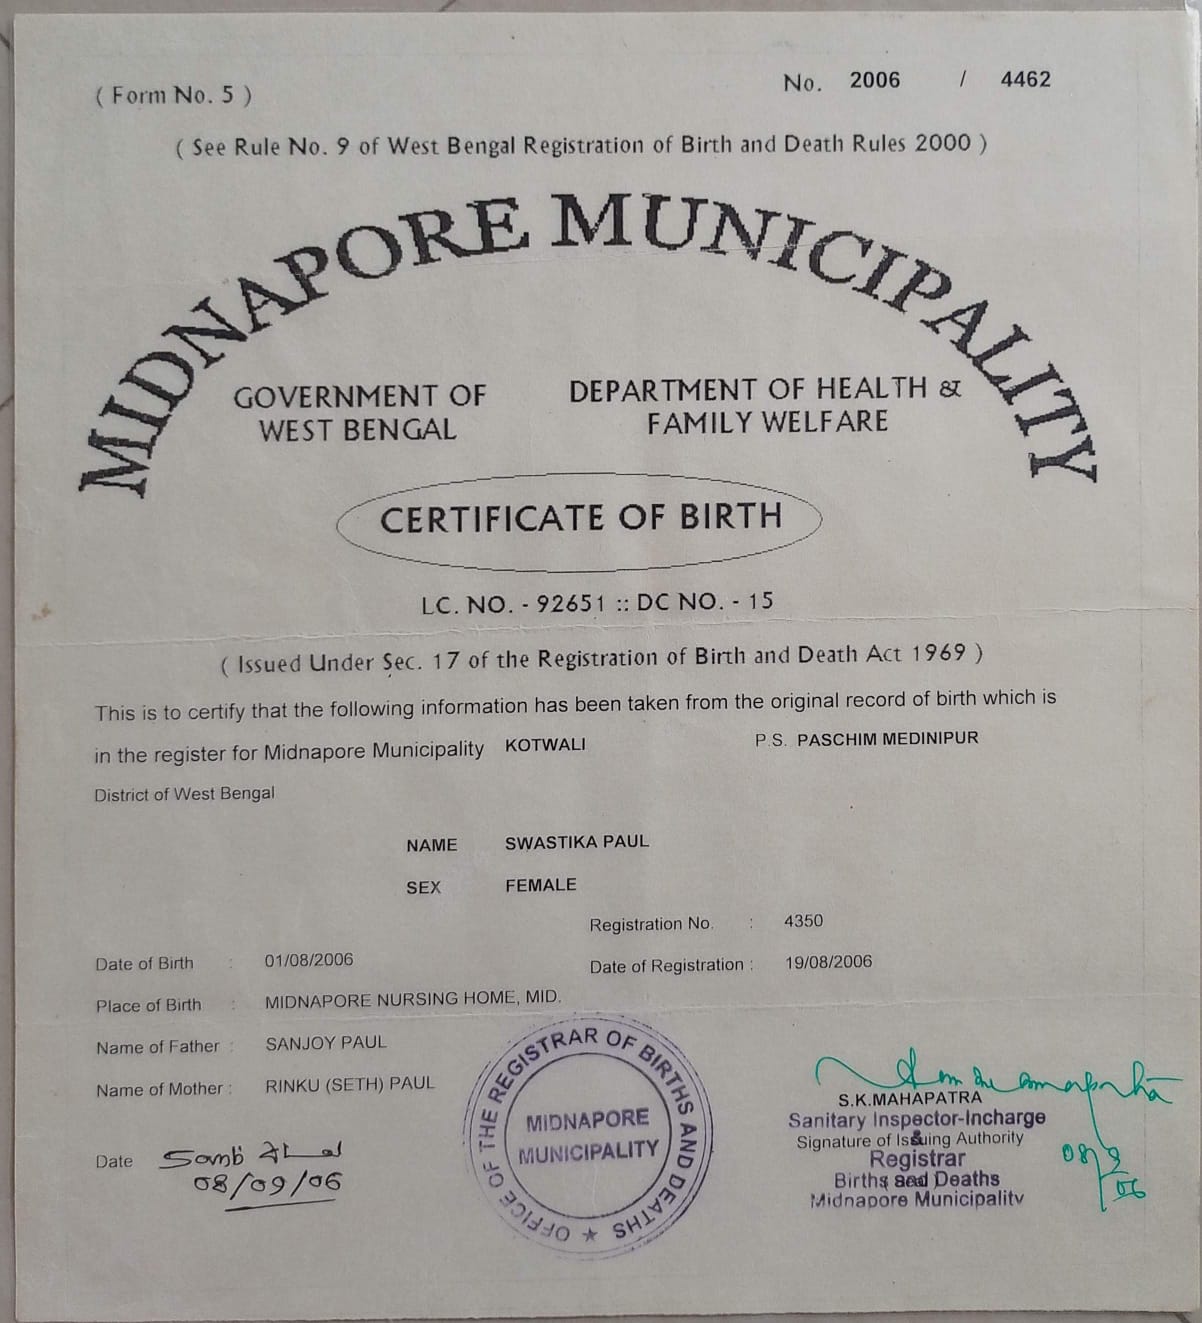 ( Form No. 5 )
No. 2006 / 4462
( See Rule No. 9 of West Bengal Registration of Birth and Death Rules 2000 )
MIDNAPORE MUNICIPALITY
GOVERNMENT OF
WEST BENGAL
DEPARTMENT OF HEALTH &
FAMILY WELFARE
CERTIFICATE OF BIRTH
LC. NO. - 92651 :: DC NO. - 15
( Issued Under Sec. 17 of the Registration of Birth and Death Act 1969 )
This is to certify that the following information has been taken from the original record of birth which is
in the register for Midnapore Municipality KOTWALI P.S. PASCHIM MEDINIPUR
District of West Bengal
NAME SWASTIKA PAUL
SEX FEMALE
Registration No. : 4350
Date of Birth : 01/08/2006
Date of Registration : 19/08/2006
Place of Birth : MIDNAPORE NURSING HOME, MID.
Name of Father : SANJOY PAUL
Name of Mother : RINKU (SETH) PAUL
Date
08/09/06
OFFICE OF THE REGISTRAR OF BIRTHS AND DEATHS ★
MIDNAPORE
MUNICIPALITY
S.K.MAHAPATRA
Sanitary Inspector-Incharge
Signature of Issuing Authority
Registrar
Births and Deaths
Midnapore Municipality
08/9
06